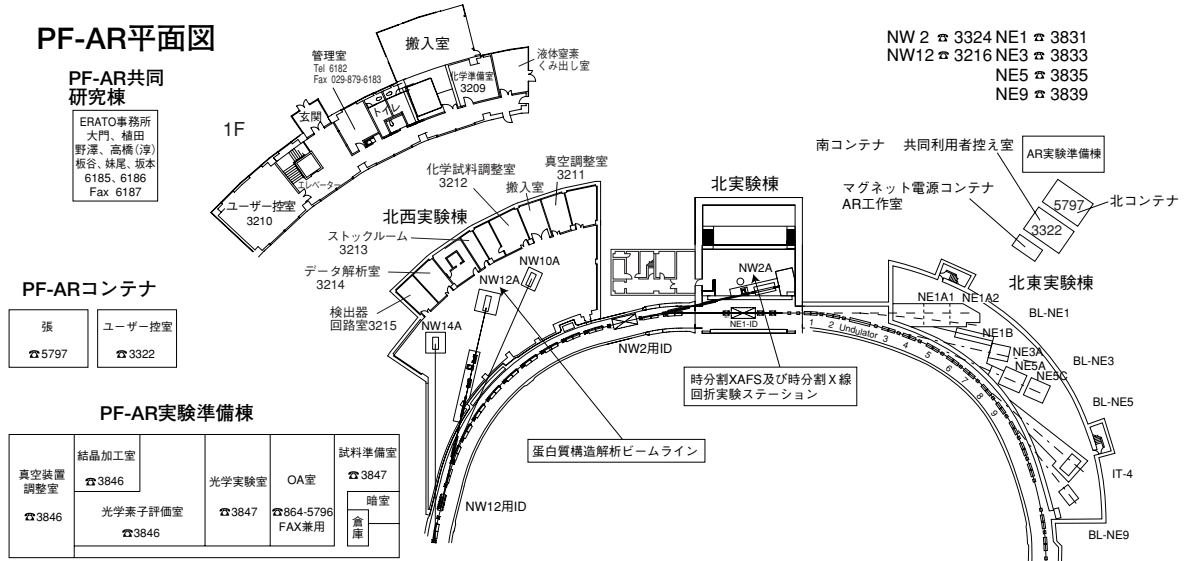 PF-AR平面図
PF-AR共同
研究棟
ERATO事務所
大門、植田
野澤、高橋(淳)
板谷、妹尾、坂本
6185、6186
Fax 6187
1F
管理室
Tel 6182
Fax 029-879-6183
搬入室
液体窒素
くみ出し室
化学準備室
3209
トイレ
玄関
エレベーター
ユーザー控室
3210
NW 2 ☎ 3324 NE1 ☎ 3831
NW12 ☎ 3216 NE3 ☎ 3833
NE5 ☎ 3835
NE9 ☎ 3839
南コンテナ
共同利用者控え室
AR実験準備棟
マグネット電源コンテナ
AR工作室
5797
北コンテナ
3322
北西実験棟
化学試料調整室
3212
搬入室
真空調整室
3211
ストックルーム
3213
データ解析室
3214
検出器
回路室3215
NW10A
NW12A
NW14A
北実験棟
NW2A
NE1-ID
NW2用ID
NW12用ID
1
2
Undulator
3
4
5
6
7
8
9
北東実験棟
NE1A1
NE1A2
BL-NE1
NE1B
NE3A
BL-NE3
NE5A
NE5C
BL-NE5
IT-4
BL-NE9
時分割XAFS及び時分割X線
回折実験ステーション
蛋白質構造解析ビームライン
PF-ARコンテナ
張
☎5797
ユーザー控室
☎3322
PF-AR実験準備棟
真空装置
調整室
☎3846
結晶加工室
☎3846
光学素子評価室
☎3846
光学実験室
☎3847
OA室
☎864-5796
FAX兼用
試料準備室
☎3847
暗室
倉庫